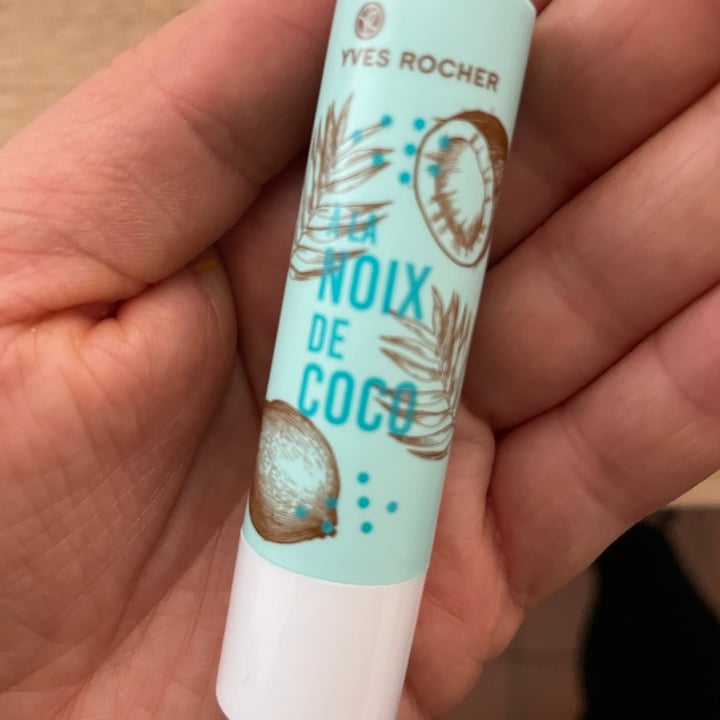 YVES ROCHER
À LA
NOIX
DE
COCO